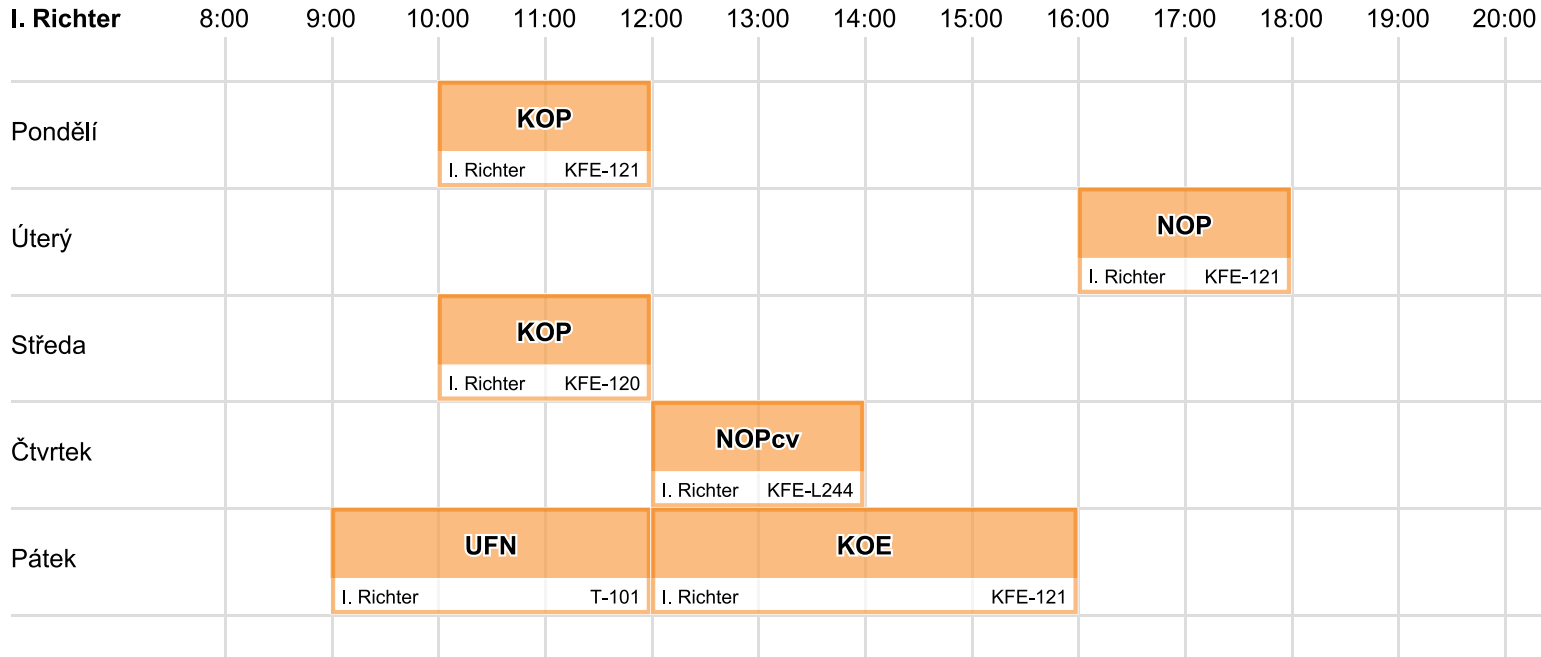 I. Richter 8:00 9:00 10:00 11:00 12:00 13:00 14:00 15:00 16:00 17:00 18:00 19:00 20:00
Pondělí
KOP
I. Richter KFE-121
Úterý
NOP
I. Richter KFE-121
Středa
KOP
I. Richter KFE-120
Čtvrtek
NOPcv
I. Richter KFE-L244
Pátek
UFN
I. Richter T-101
KOE
I. Richter KFE-121